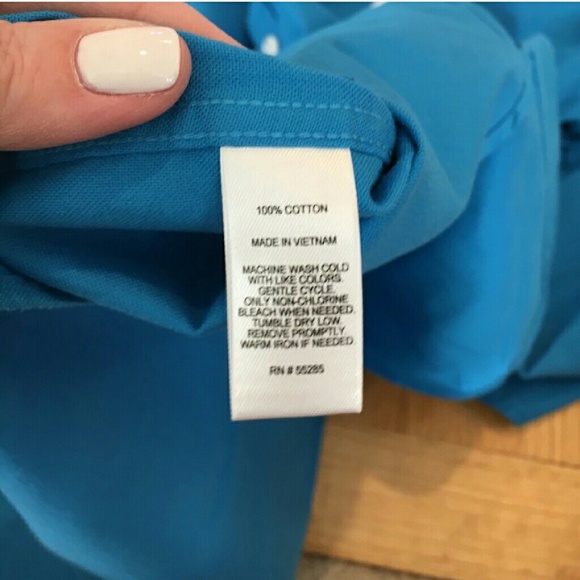 100% COTTON
MADE IN VIETNAM
MACHINE WASH COLD
WITH LIKE COLORS.
GENTLE CYCLE.
ONLY NON-CHLORINE
BLEACH WHEN NEEDED.
TUMBLE DRY LOW.
REMOVE PROMPTLY.
WARM IRON IF NEEDED.
RN # 55285